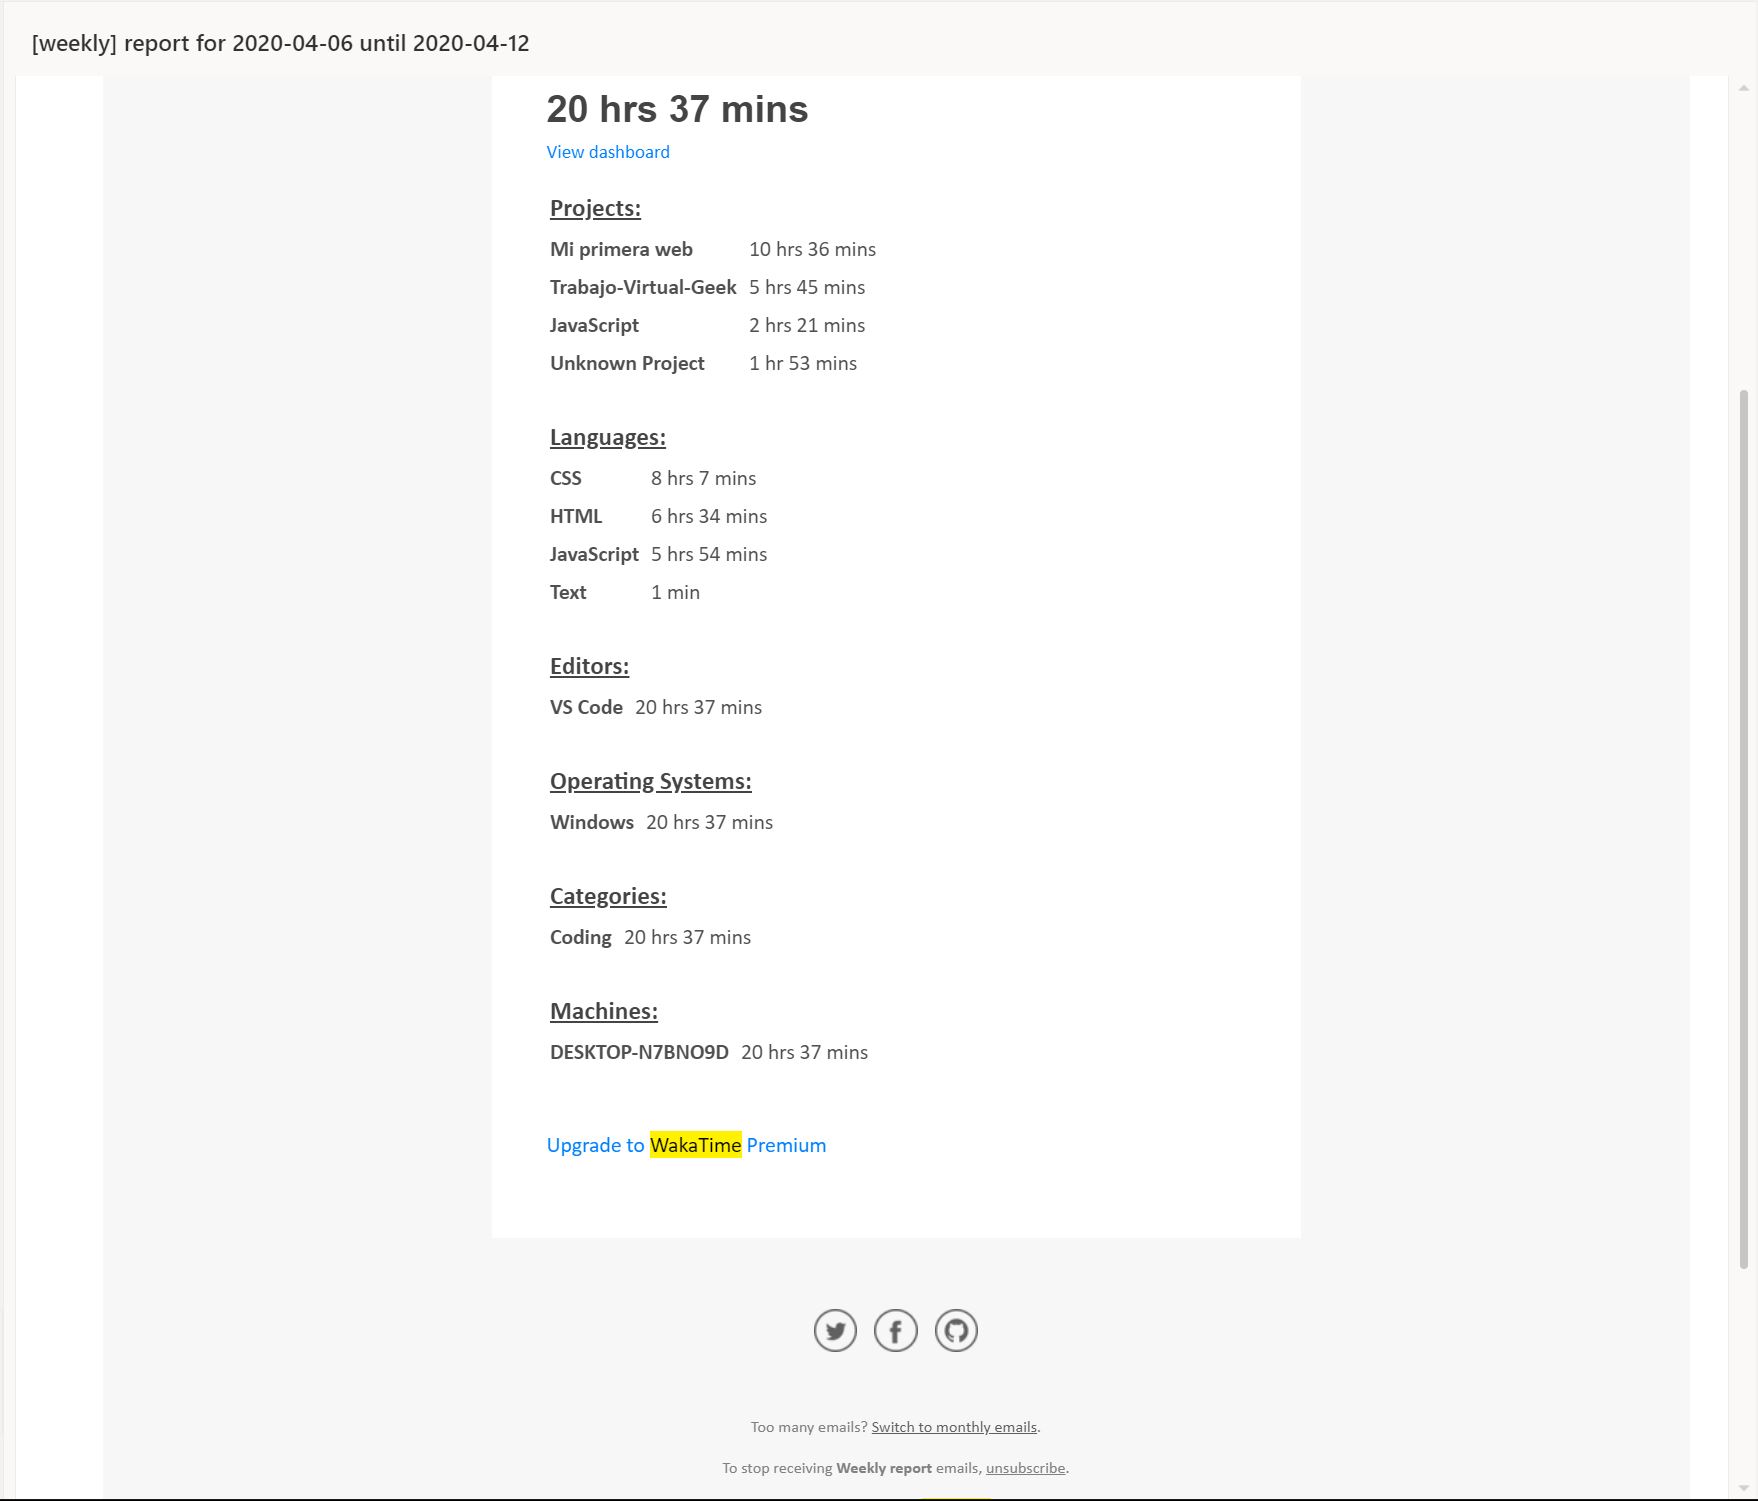 [weekly] report for 2020-04-06 until 2020-04-12
20 hrs 37 mins
View dashboard
Projects:
Mi primera web 10 hrs 36 mins
Trabajo-Virtual-Geek 5 hrs 45 mins
JavaScript 2 hrs 21 mins
Unknown Project 1 hr 53 mins
Languages:
CSS 8 hrs 7 mins
HTML 6 hrs 34 mins
JavaScript 5 hrs 54 mins
Text 1 min
Editors:
VS Code 20 hrs 37 mins
Operating Systems:
Windows 20 hrs 37 mins
Categories:
Coding 20 hrs 37 mins
Machines:
DESKTOP-N7BNO9D 20 hrs 37 mins
Upgrade to WakaTime Premium
Too many emails? Switch to monthly emails.
To stop receiving Weekly report emails, unsubscribe.